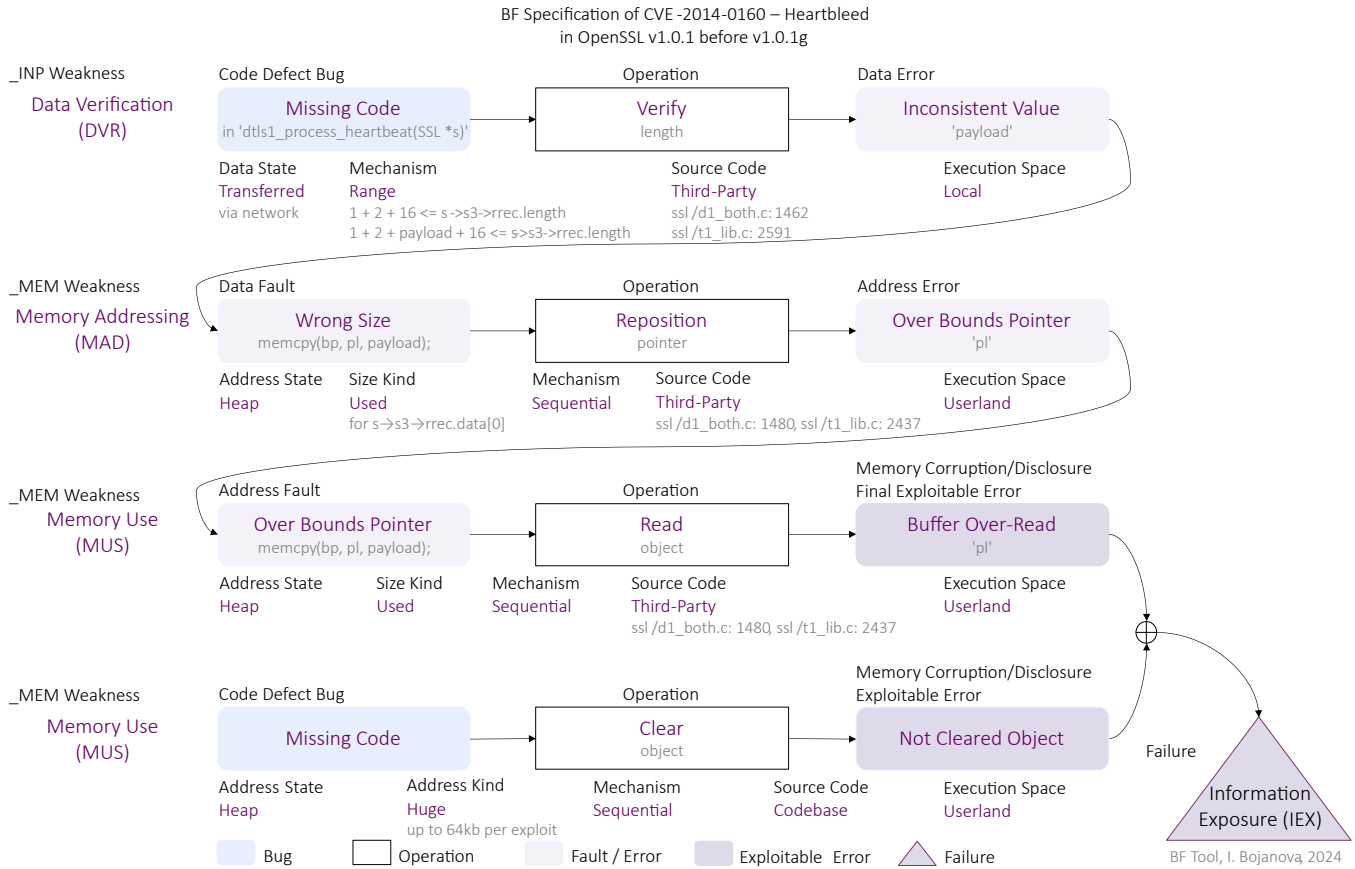 BF Specification of CVE-2014-0160 – Heartbleed
in OpenSSL v1.0.1 before v1.0.1g
_INP Weakness
Data Verification
(DVR)
Code Defect Bug
Missing Code
in 'dtls1_process_heartbeat(SSL *s)'
Operation
Verify
length
Data Error
Inconsistent Value
'payload'
Data State
Transferred
via network
Mechanism
Range
1 + 2 + 16 <= s->s3->rrec.length
1 + 2 + payload + 16 <= s->s3->rrec.length
Source Code
Third-Party
ssl/d1_both.c: 1462
ssl/t1_lib.c: 2591
Execution Space
Local
_MEM Weakness
Memory Addressing
(MAD)
Data Fault
Wrong Size
memcpy(bp, pl, payload);
Operation
Reposition
pointer
Address Error
Over Bounds Pointer
'pl'
Address State
Heap
Size Kind
Used
for s→s3→rrec.data[0]
Mechanism
Sequential
Source Code
Third-Party
ssl/d1_both.c: 1480, ssl/t1_lib.c: 2437
Execution Space
Userland
_MEM Weakness
Memory Use
(MUS)
Address Fault
Over Bounds Pointer
memcpy(bp, pl, payload);
Operation
Read
object
Memory Corruption/Disclosure
Final Exploitable Error
Buffer Over-Read
'pl'
Address State
Heap
Size Kind
Used
Mechanism
Sequential
Source Code
Third-Party
ssl/d1_both.c: 1480, ssl/t1_lib.c: 2437
Execution Space
Userland
_MEM Weakness
Memory Use
(MUS)
Code Defect Bug
Missing Code
Operation
Clear
object
Memory Corruption/Disclosure
Exploitable Error
Not Cleared Object
Address State
Heap
Address Kind
Huge
up to 64kb per exploit
Mechanism
Sequential
Source Code
Codebase
Execution Space
Userland
Failure
Information
Exposure (IEX)
Bug
Operation
Fault / Error
Exploitable Error
Failure
BF Tool, I. Bojanova, 2024